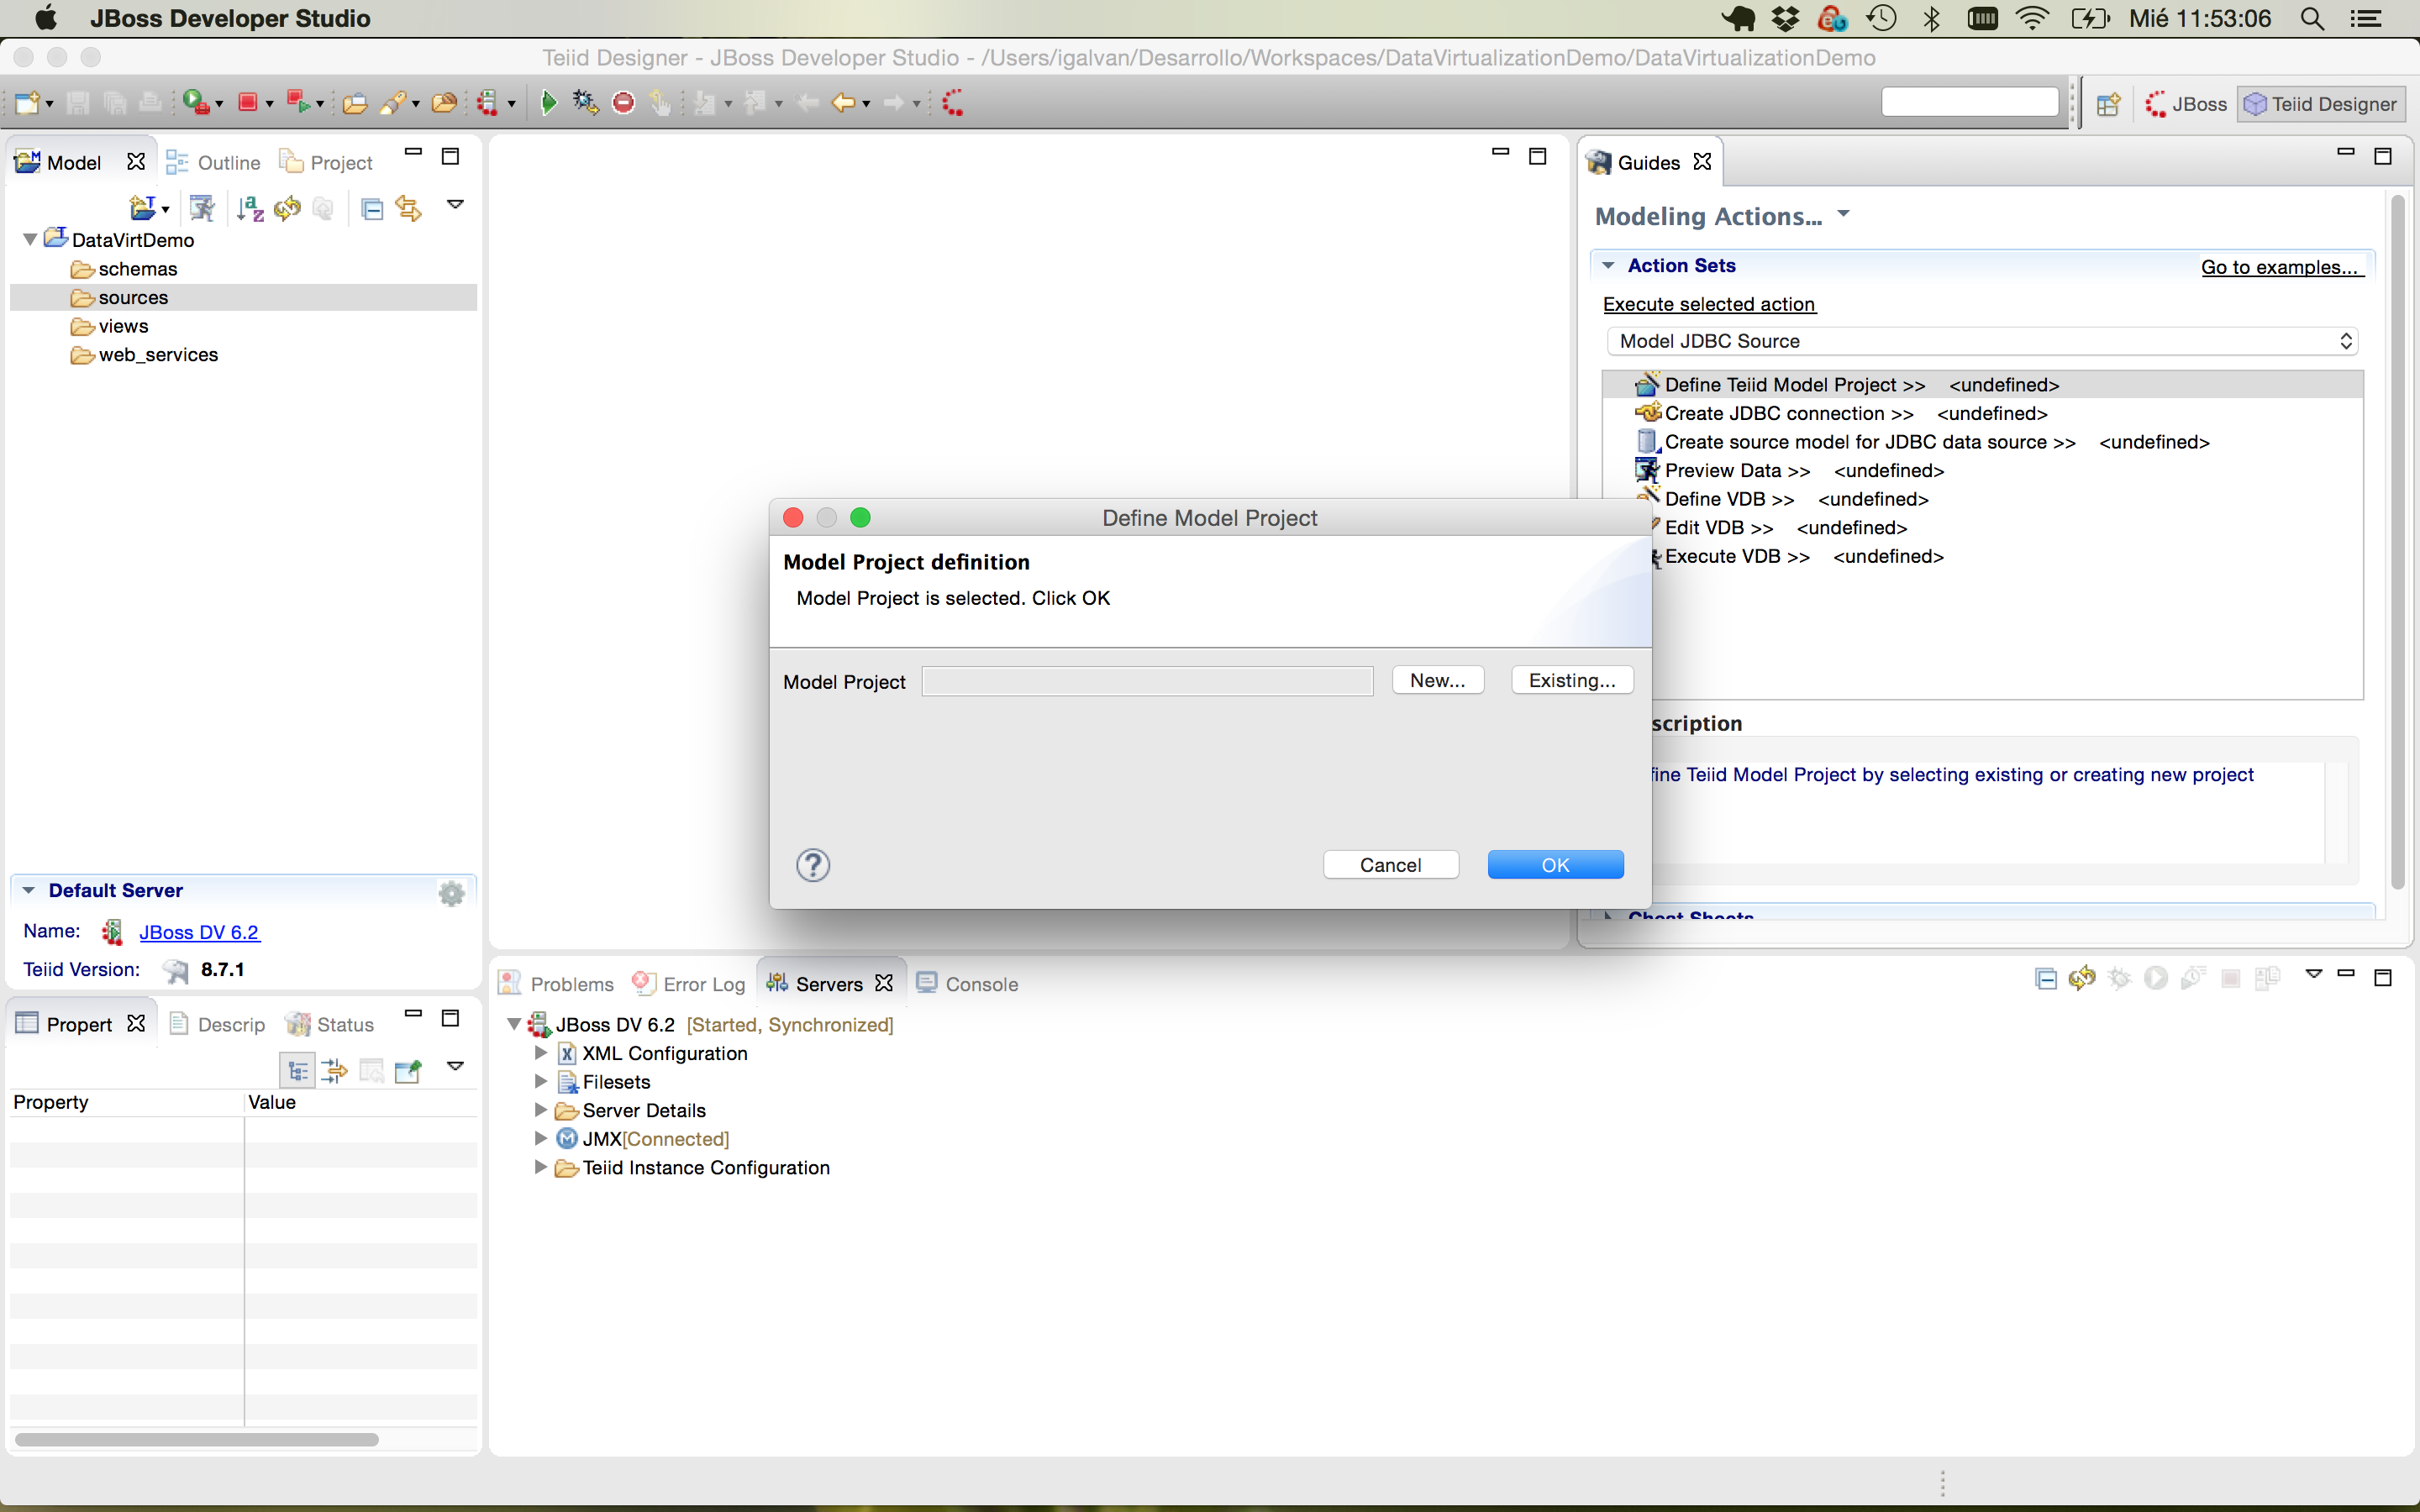 JBoss Developer Studio
Mié 11:53:06
Teiid Designer - JBoss Developer Studio - /Users/igalvan/Desarrollo/Workspaces/DataVirtualizationDemo/DataVirtualizationDemo
JBoss
Teiid Designer
Model
Outline
Project
DataVirtDemo
schemas
sources
views
web_services
Default Server
Name: JBoss DV 6.2
Teiid Version: 8.7.1
Propert
Descrip
Status
Property Value
Guides
Modeling Actions...
Action Sets
Go to examples...
Execute selected action
Model JDBC Source
Define Teiid Model Project >> <undefined>
Create JDBC connection >> <undefined>
Create source model for JDBC data source >> <undefined>
Preview Data >> <undefined>
Define VDB >> <undefined>
Edit VDB >> <undefined>
Execute VDB >> <undefined>
scription
fine Teiid Model Project by selecting existing or creating new project
Cheat Sheets
Define Model Project
Model Project definition
Model Project is selected. Click OK
Model Project
New...
Existing...
?
Cancel
OK
Problems
Error Log
Servers
Console
JBoss DV 6.2 [Started, Synchronized]
XML Configuration
Filesets
Server Details
JMX[Connected]
Teiid Instance Configuration